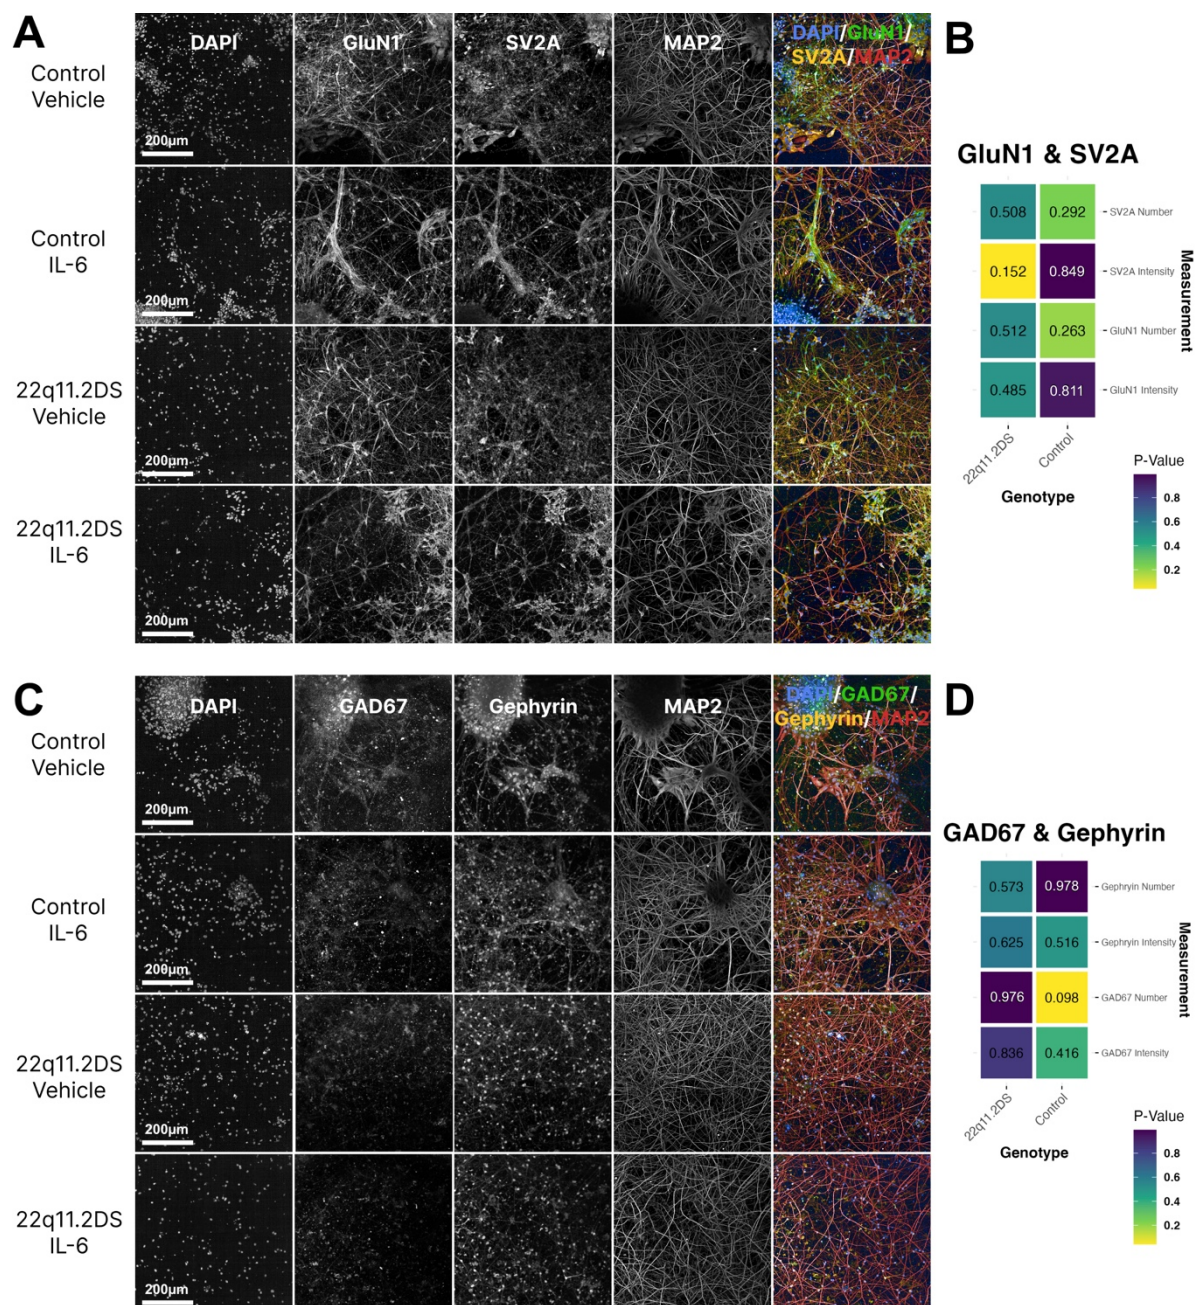 A
DAPI
GluN1
SV2A
MAP2
DAPI/GluN1/
SV2A/MAP2
Control
Vehicle
200μm
Control
IL-6
200μm
22q11.2DS
Vehicle
200μm
22q11.2DS
IL-6
200μm
B
GluN1 & SV2A
0.508
0.292
SV2A Number
0.152
0.849
SV2A Intensity
0.512
0.263
GluN1 Number
0.485
0.811
GluN1 Intensity
Measurement
22q11.2DS
Control
Genotype
P-Value
0.8
0.6
0.4
0.2
C
DAPI
GAD67
Gephyrin
MAP2
DAPI/GAD67/
Gephyrin/MAP2
Control
Vehicle
200μm
Control
IL-6
200μm
22q11.2DS
Vehicle
200μm
22q11.2DS
IL-6
200μm
D
GAD67 & Gephyrin
0.573
0.978
Gephryin Number
0.625
0.516
Gephryin Intensity
0.976
0.098
GAD67 Number
0.836
0.416
GAD67 Intensity
Measurement
22q11.2DS
Control
Genotype
P-Value
0.8
0.6
0.4
0.2